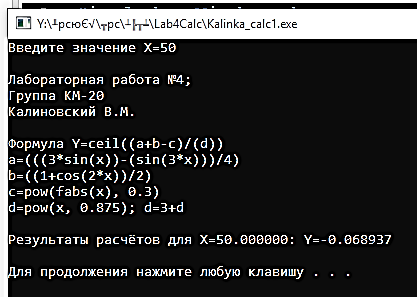 Y:\╨рсюЄ√\╤рс\╨╟╤╨\Lab4Calc\Kalinka_calc1.exe
Введите значение X=50
Лабораторная работа №4;
Группа КМ-20
Калиновский В.М.
Формула Y=ceil((a+b-c)/(d))
a=(((3*sin(x))-(sin(3*x)))/4)
b=((1+cos(2*x))/2)
c=pow(fabs(x), 0.3)
d=pow(x, 0.875); d=3+d
Результаты расчётов для X=50.000000: Y=-0.068937
Для продолжения нажмите любую клавишу . . .